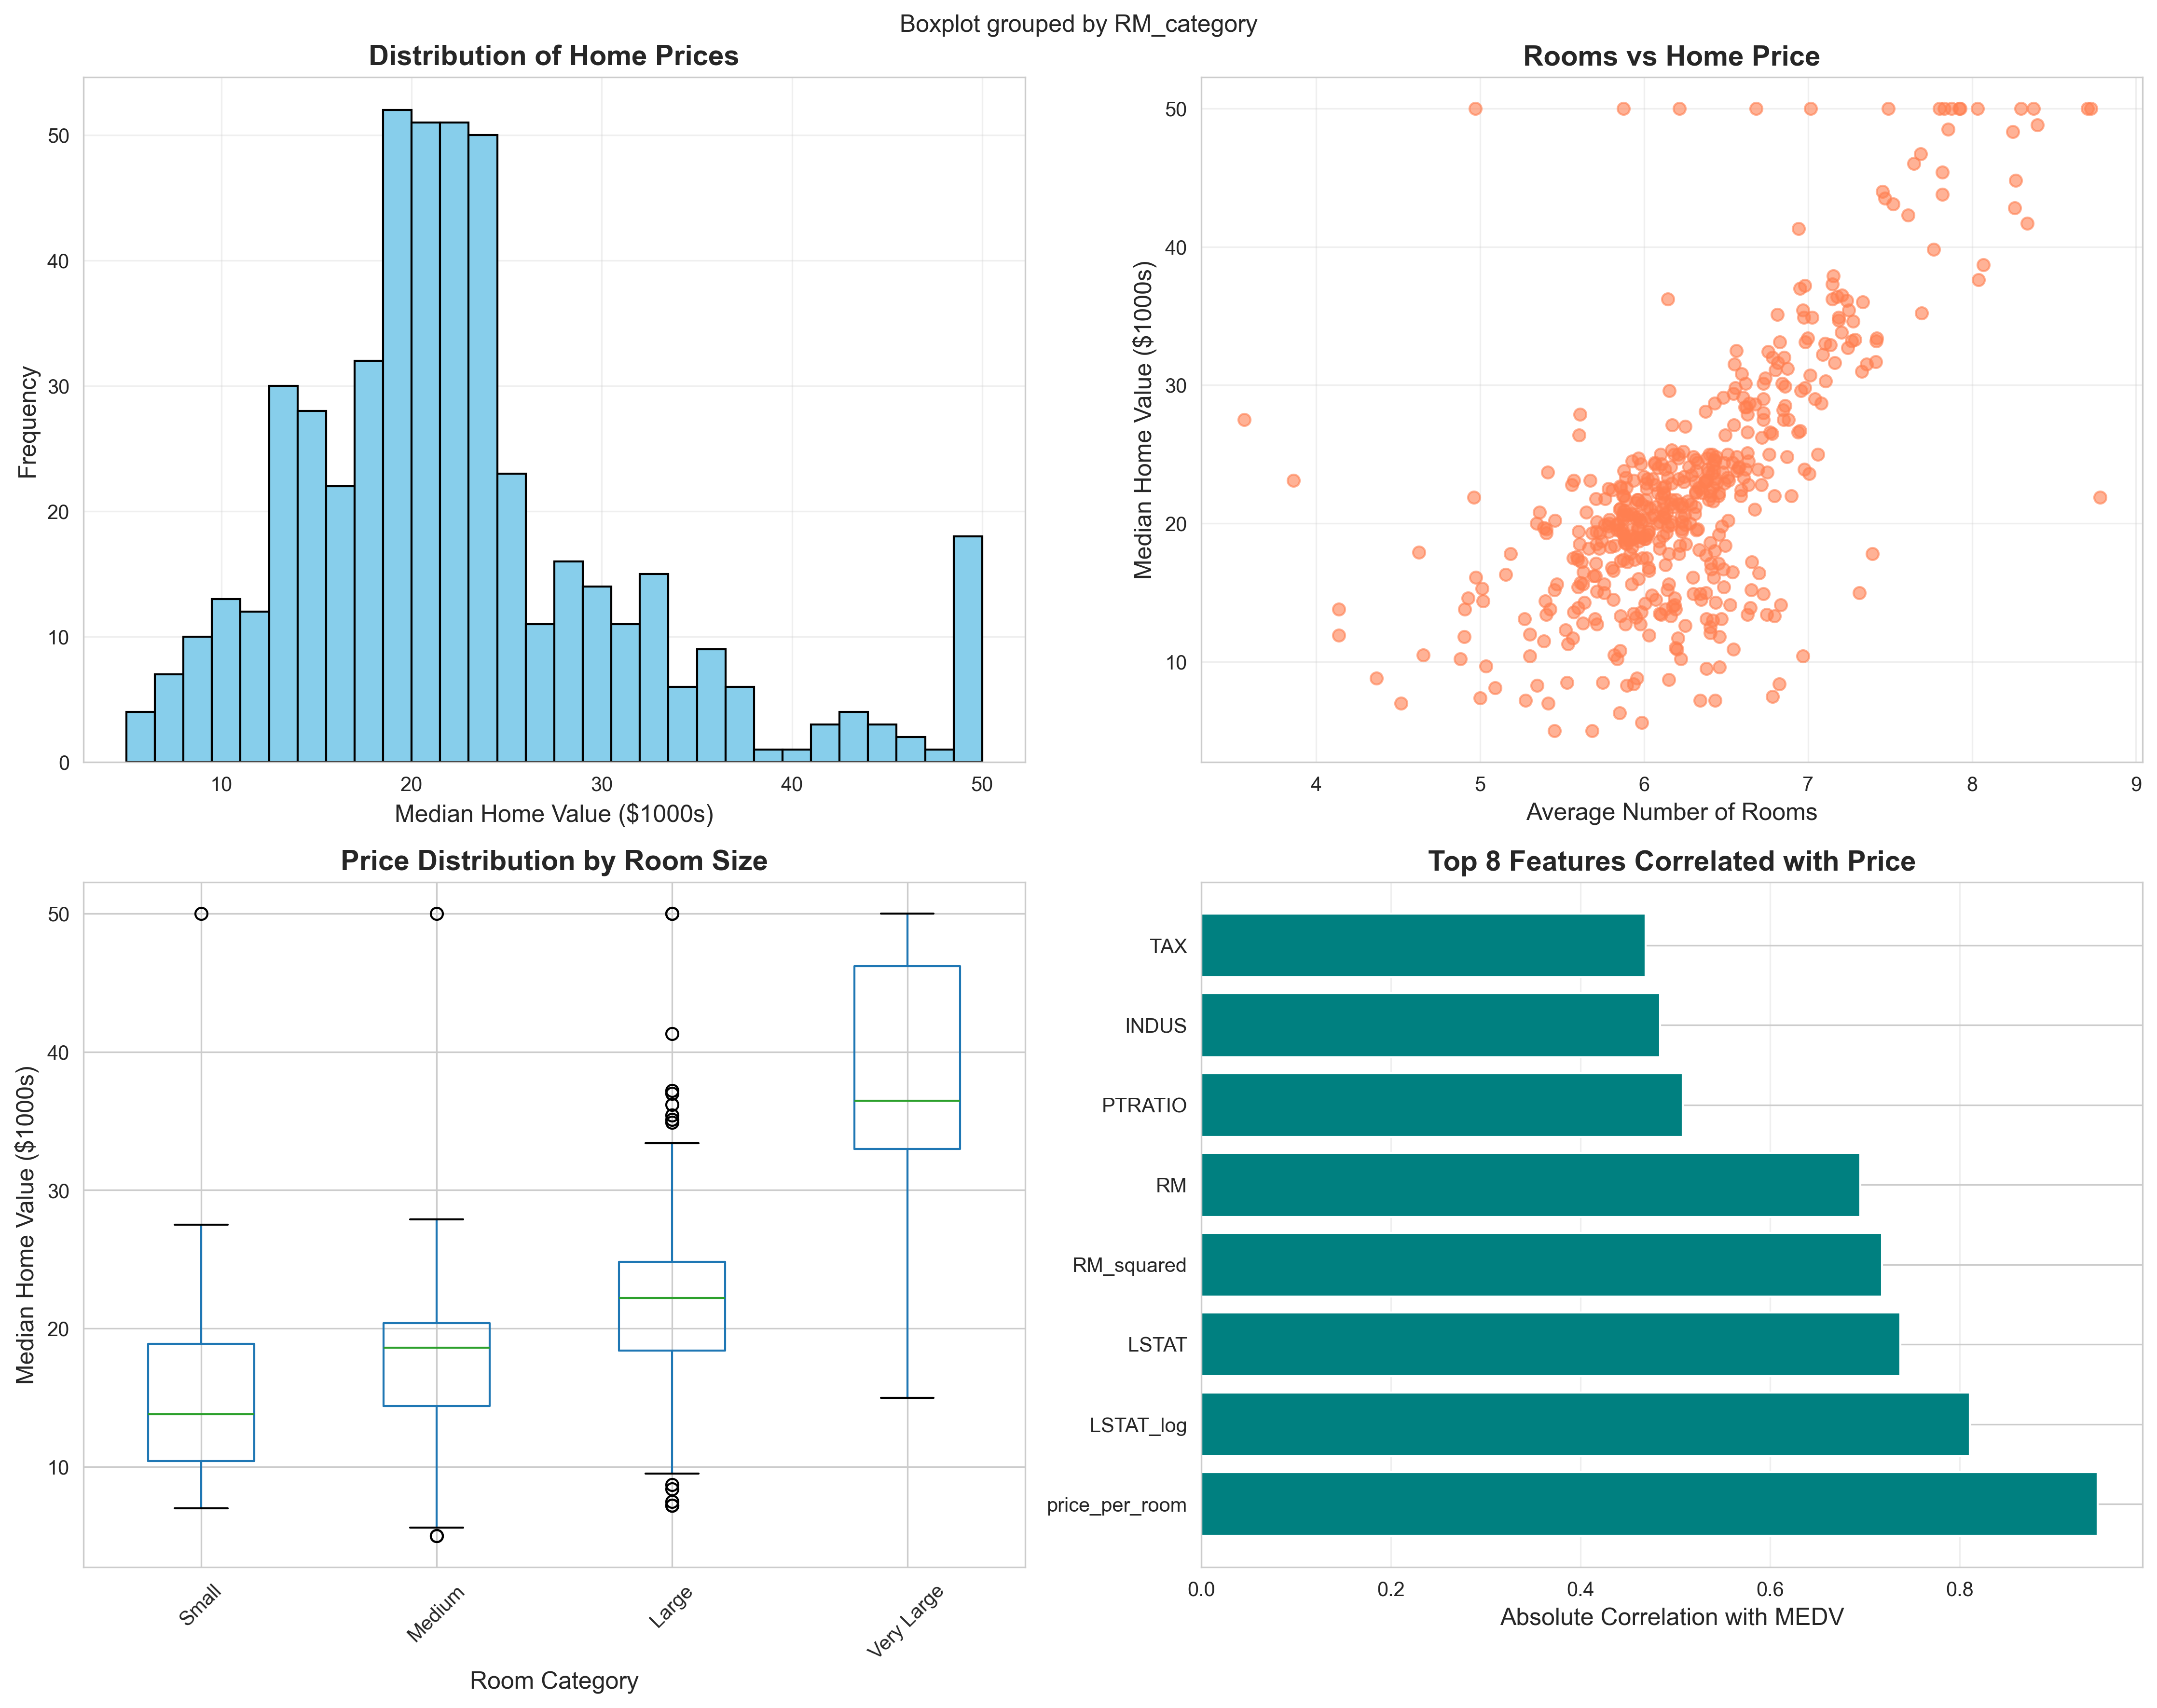 Boxplot grouped by RM_category
Distribution of Home Prices
50
40
30
20
10
0
Frequency
10 20 30 40 50
Median Home Value ($1000s)
Rooms vs Home Price
50
40
30
20
10
Median Home Value ($1000s)
4 5 6 7 8 9
Average Number of Rooms
Price Distribution by Room Size
50
40
30
20
10
Median Home Value ($1000s)
Small Medium Large Very Large
Room Category
Top 8 Features Correlated with Price
TAX
INDUS
PTRATIO
RM
RM_squared
LSTAT
LSTAT_log
price_per_room
0.0 0.2 0.4 0.6 0.8
Absolute Correlation with MEDV